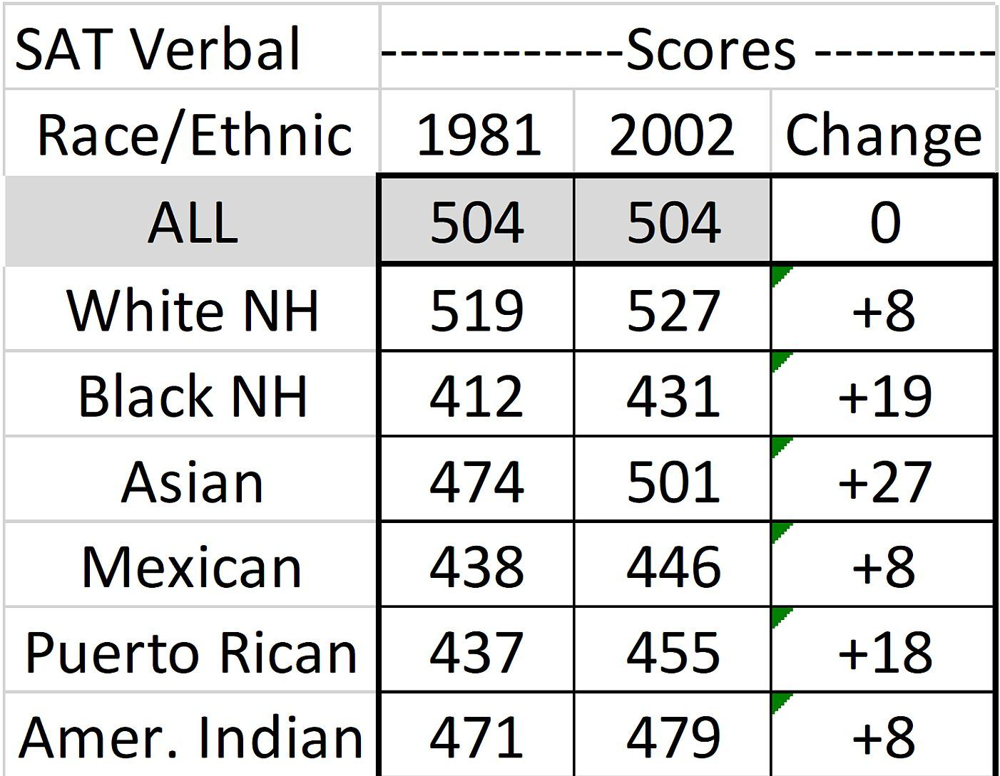 SAT Verbal ------------Scores ---------
Race/Ethnic 1981 2002 Change
ALL 504 504 0
White NH 519 527 +8
Black NH 412 431 +19
Asian 474 501 +27
Mexican 438 446 +8
Puerto Rican 437 455 +18
Amer. Indian 471 479 +8